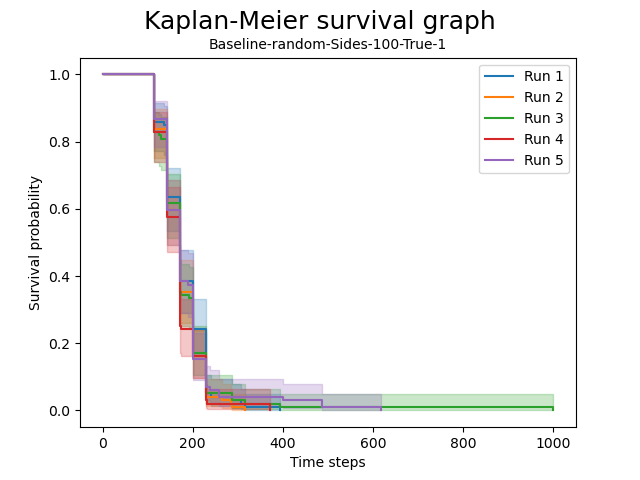 Kaplan-Meier survival graph
Baseline-random-Sides-100-True-1
Survival probability
1.0
0.8
0.6
0.4
0.2
0.0
Run 1
Run 2
Run 3
Run 4
Run 5
0 200 400 600 800 1000
Time steps